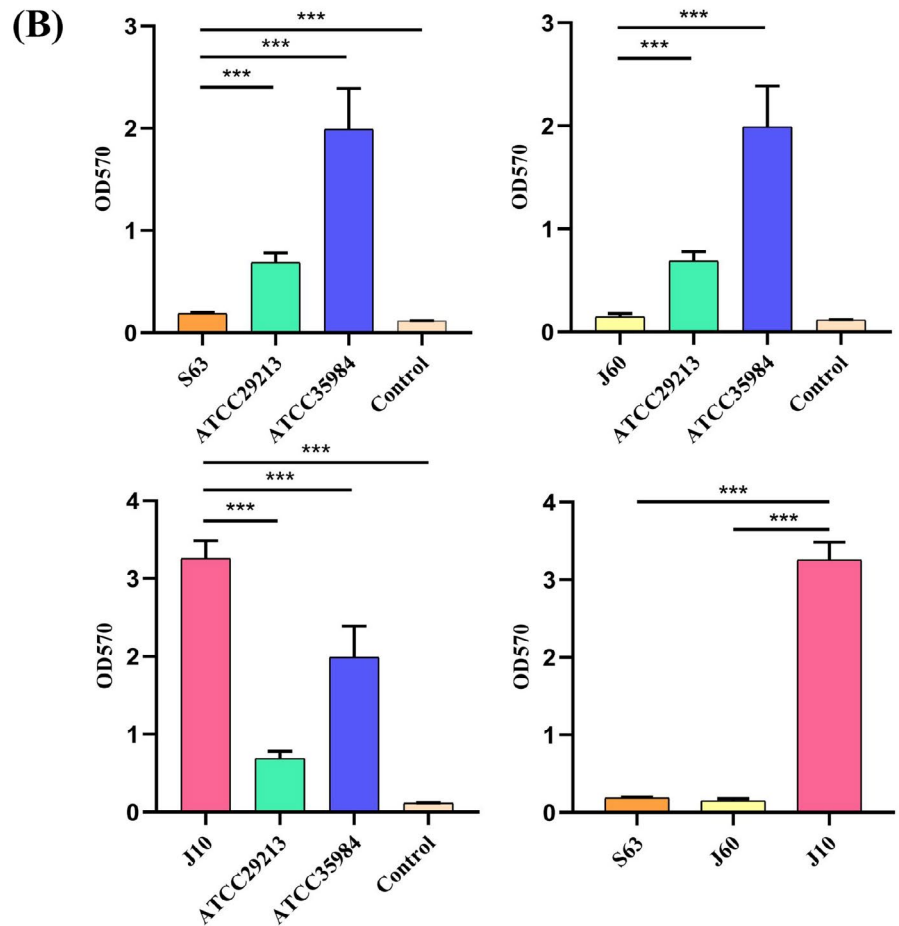 (B)
***
***
***
3
2
1
0
OD570
S63
ATCC29213
ATCC35984
Control
***
***
3
2
1
0
OD570
J60
ATCC29213
ATCC35984
Control
***
***
***
4
3
2
1
0
OD570
J10
ATCC29213
ATCC35984
Control
***
***
4
3
2
1
0
OD570
S63
J60
J10